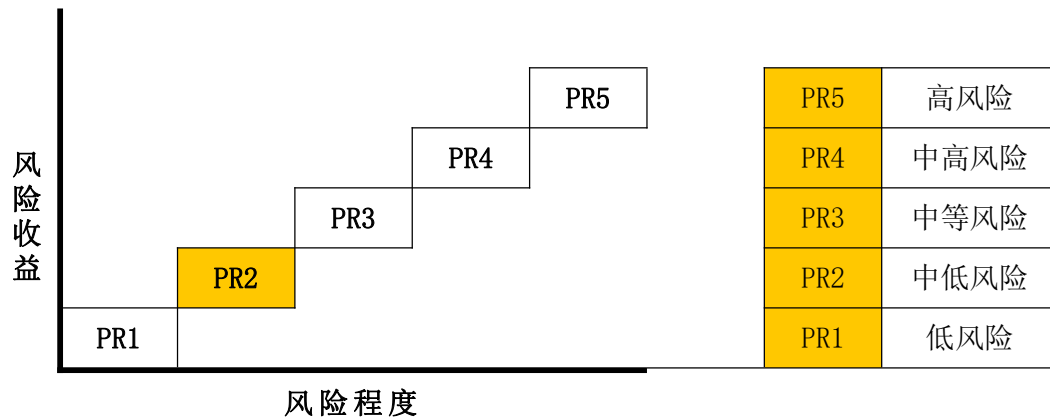 风险收益
PR5
PR4
PR3
PR2
PR1
风险程度
PR5 高风险
PR4 中高风险
PR3 中等风险
PR2 中低风险
PR1 低风险